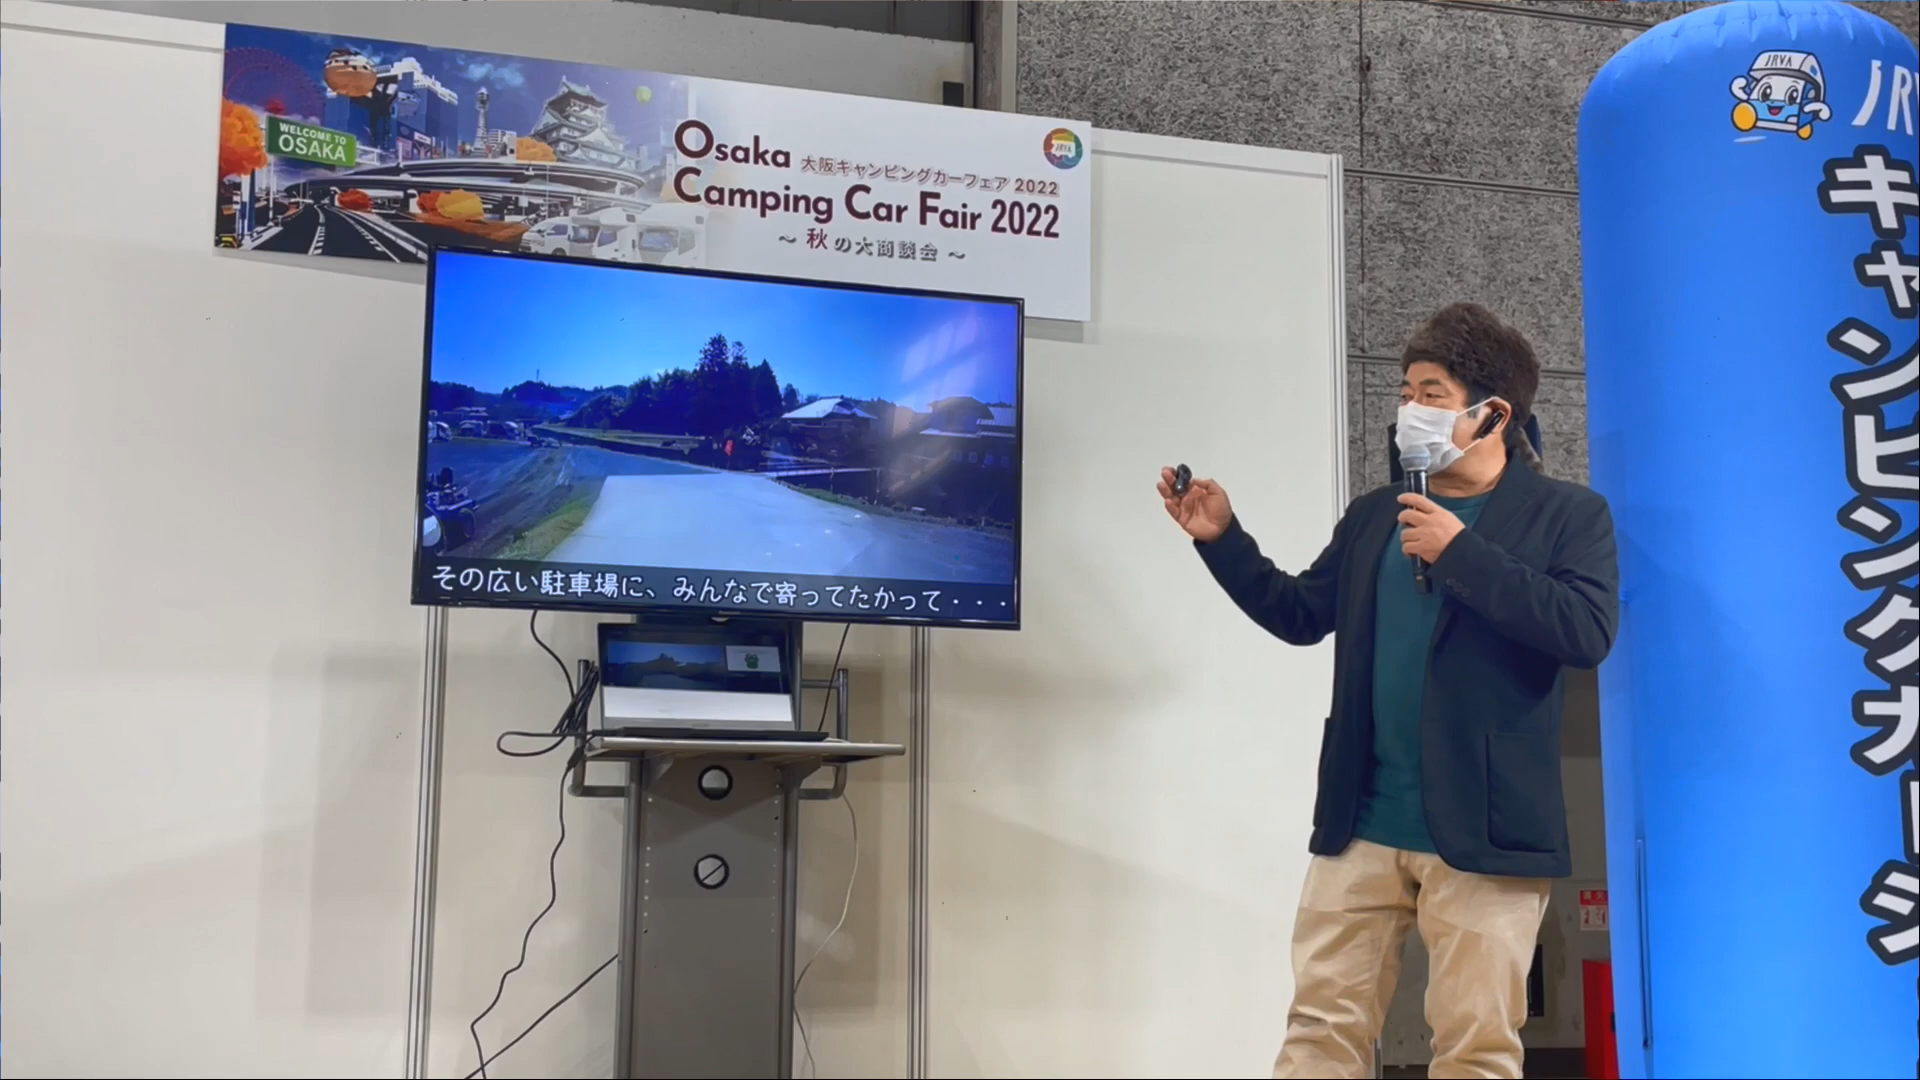 WELCOME TO
OSAKA
Osaka 大阪キャンピングカーフェア 2022
Camping Car Fair 2022
～ 秋の大商談会 ～
JRVA
その広い駐車場に、みんなで寄ってたかって・・・
JRVA
キャンピングカー